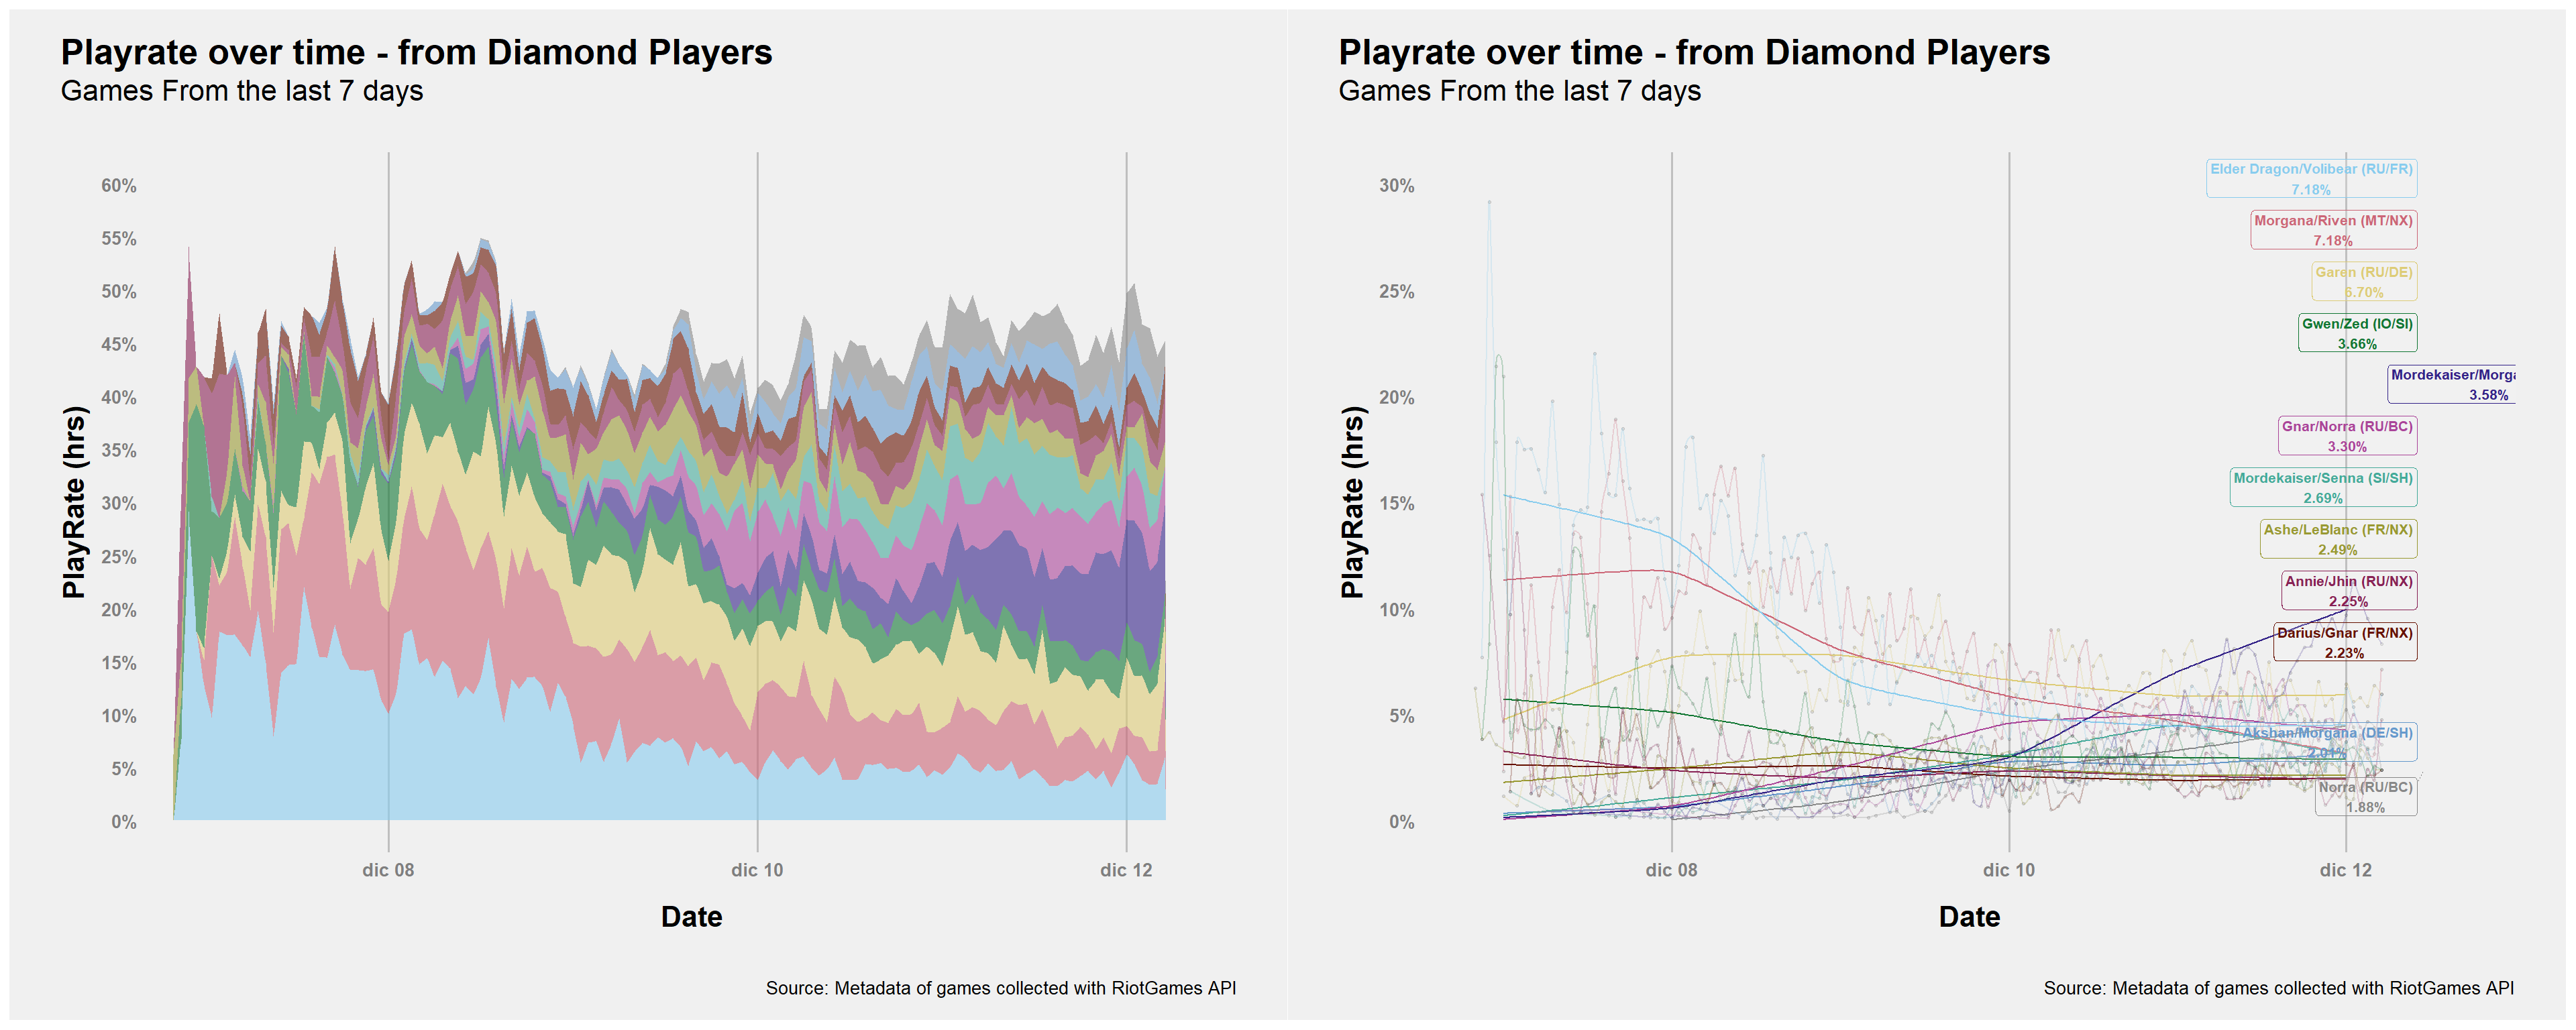 Playrate over time - from Diamond Players
Games From the last 7 days
PlayRate (hrs)
60%
55%
50%
45%
40%
35%
30%
25%
20%
15%
10%
5%
0%
dic 08
dic 10
dic 12
Date
Source: Metadata of games collected with RiotGames API
Playrate over time - from Diamond Players
Games From the last 7 days
PlayRate (hrs)
30%
25%
20%
15%
10%
5%
0%
Elder Dragon/Volibear (RU/FR)
7.18%
Morgana/Riven (MT/NX)
7.18%
Garen (RU/DE)
6.70%
Gwen/Zed (IO/SI)
3.66%
Mordekaiser/Morga
3.58%
Gnar/Norra (RU/BC)
3.30%
Mordekaiser/Senna (SI/SH)
2.69%
Ashe/LeBlanc (FR/NX)
2.49%
Annie/Jhin (RU/NX)
2.25%
Darius/Gnar (FR/NX)
2.23%
Akshan/Morgana (DE/SH)
2.01%
Norra (RU/BC)
1.88%
dic 08
dic 10
dic 12
Date
Source: Metadata of games collected with RiotGames API